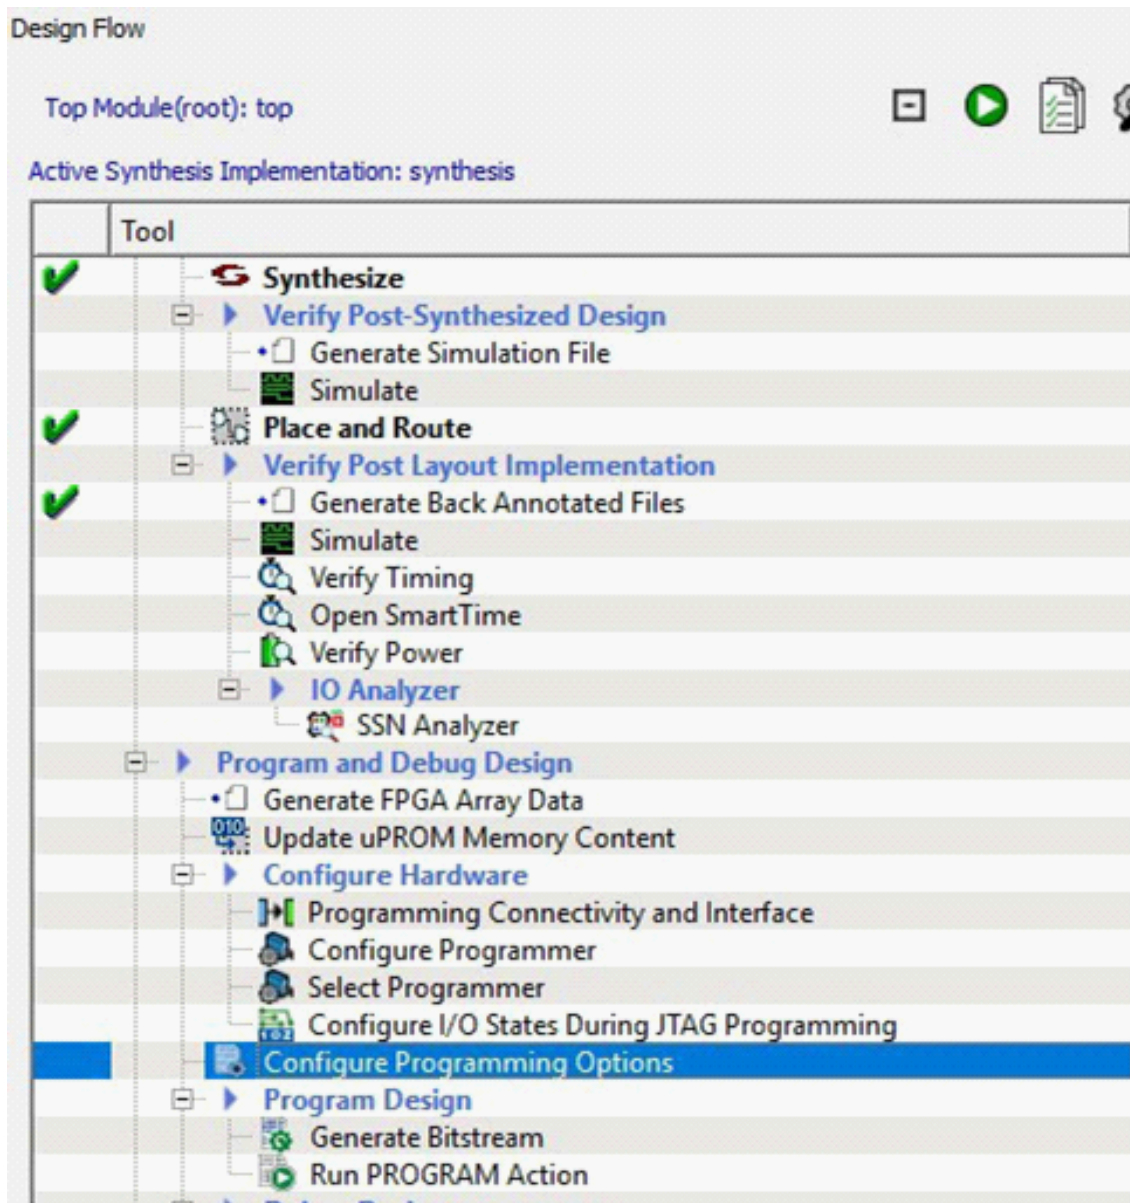 Design Flow
Top Module(root): top
Active Synthesis Implementation: synthesis
Tool
Synthesize
Verify Post-Synthesized Design
Generate Simulation File
Simulate
Place and Route
Verify Post Layout Implementation
Generate Back Annotated Files
Simulate
Verify Timing
Open SmartTime
Verify Power
IO Analyzer
SSN Analyzer
Program and Debug Design
Generate FPGA Array Data
Update uPROM Memory Content
Configure Hardware
Programming Connectivity and Interface
Configure Programmer
Select Programmer
Configure I/O States During JTAG Programming
Configure Programming Options
Program Design
Generate Bitstream
Run PROGRAM Action